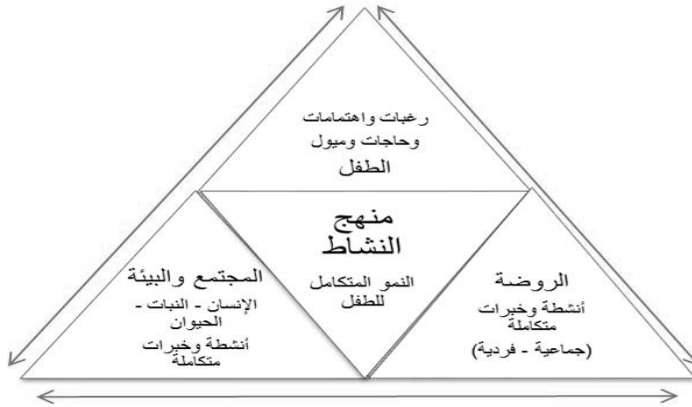 رغبات واهتمامات
وحاجات وميول
الطفل
منهج
النشاط
النمو المتكامل
للطفل
الروضة
أنشطة وخبرات
متكاملة
(جماعية - فردية)
المجتمع والبيئة
الإنسان - النبات -
الحيوان
أنشطة وخبرات
متكاملة